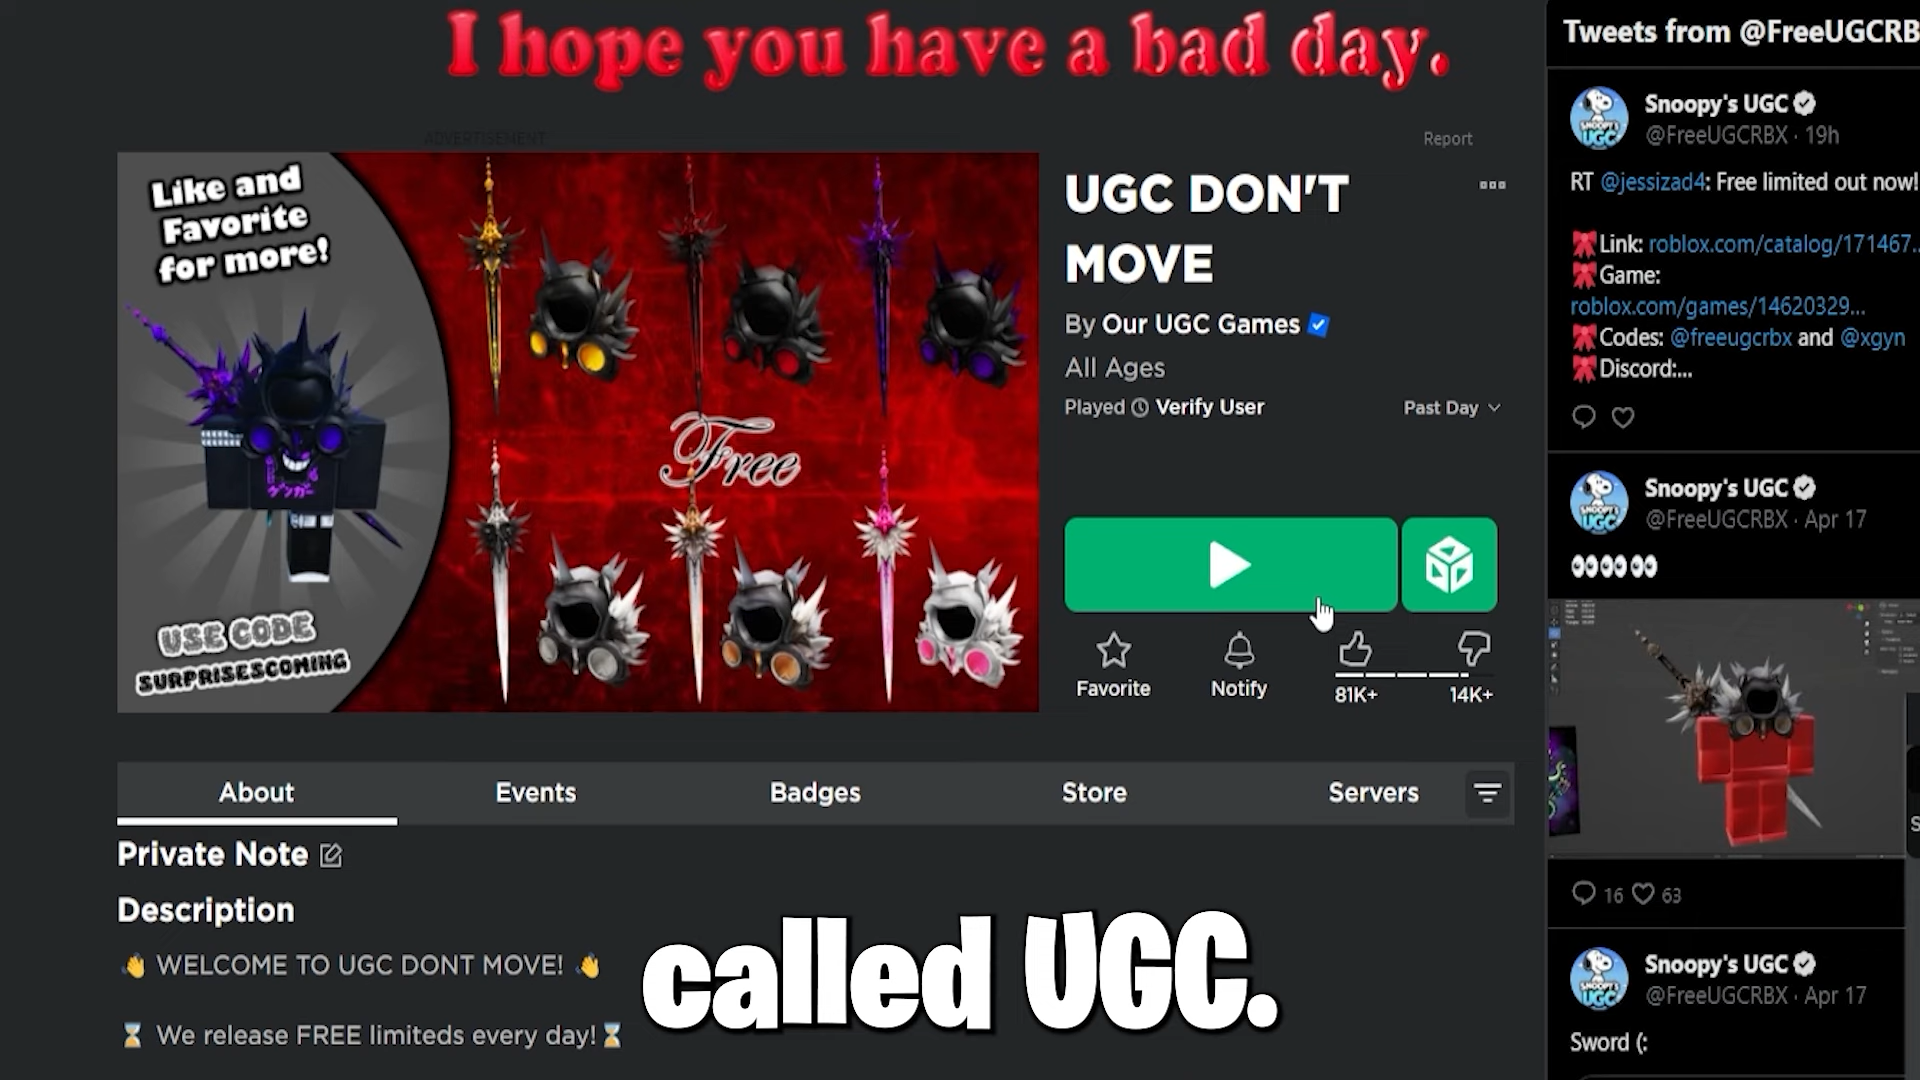 I hope you have a bad day.
ADVERTISEMENT
Report
Like and
Favorite
for more!
Free
USE CODE
SURPRISESCOMING
UGC DON'T
MOVE
By Our UGC Games
All Ages
Played Verify User
Past Day
Favorite
Notify
81K+
14K+
About
Events
Badges
Store
Servers
Private Note
Description
👋 WELCOME TO UGC DONT MOVE! 👋
⏳ We release FREE limiteds every day! ⏳
called UGC.
Tweets from @FreeUGCRB
Snoopy's UGC
@FreeUGCRBX · 19h
RT @jessizad4: Free limited out now!
🎀Link: roblox.com/catalog/171467...
🎀Game:
roblox.com/games/14620329...
🎀Codes: @freeugcrbx and @xgyn
🎀Discord:...
Snoopy's UGC
@FreeUGCRBX · Apr 17
👀👀👀
16 63
Snoopy's UGC
@FreeUGCRBX · Apr 17
Sword (: